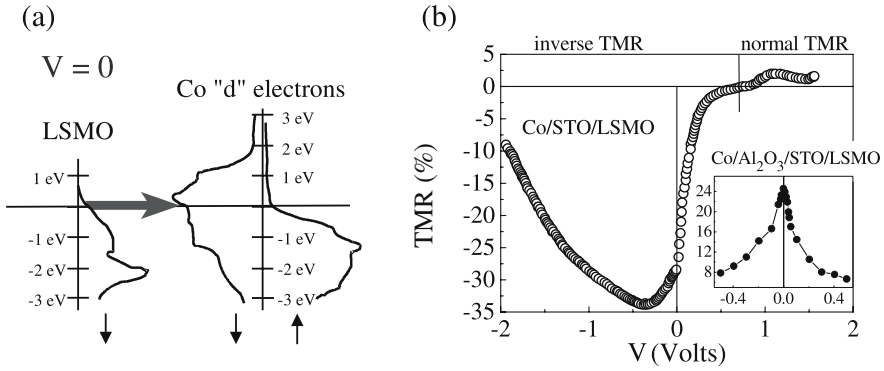 (a)
V = 0
Co "d" electrons
LSMO
3 eV
2 eV
1 eV
1 eV
-1 eV
-2 eV
-3 eV
-1 eV
-2 eV
-3 eV
(b)
inverse TMR
normal TMR
Co/STO/LSMO
TMR (%)
5
0
-5
-10
-15
-20
-25
-30
-35
-2
-1
0
1
2
V (Volts)
Co/Al₂O₃/STO/LSMO
24
20
16
12
8
-0.4
0.0
0.4